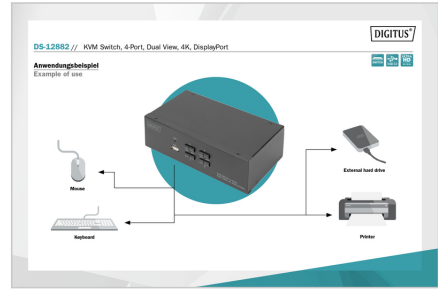 DIGITUS®
DS-12882 // KVM Switch, 4-Port, Dual View, 4K, DisplayPort
Anwendungsbeispiel
Example of use
External hard drive
Mouse
Keyboard
Printer